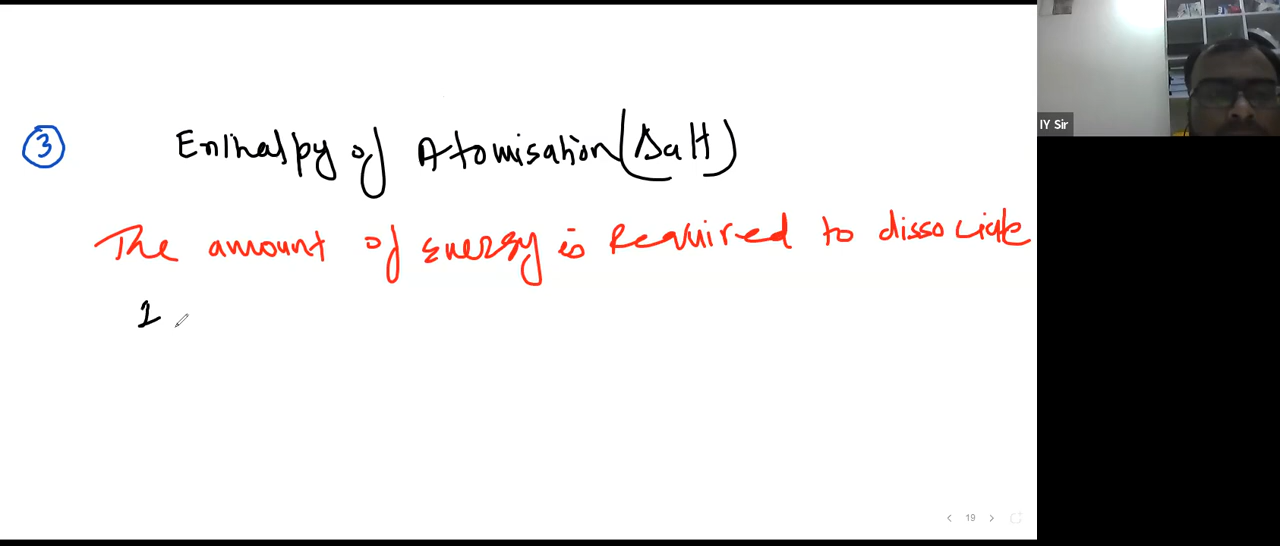 3 Enthalpy of Atomisation (ΔaH)
The amount of energy is Required to dissociate
1
IY Sir
< 19 >